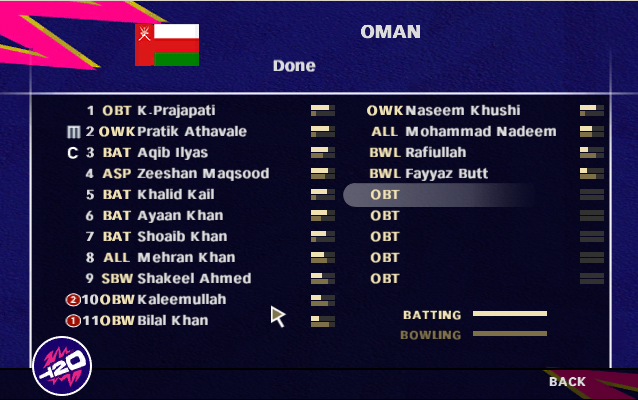 OMAN
Done
1 OBT K.Prajapati
2 OWK Pratik Athavale
C 3 BAT Aqib Ilyas
4 ASP Zeeshan Maqsood
5 BAT Khalid Kail
6 BAT Ayaan Khan
7 BAT Shoaib Khan
8 ALL Mehran Khan
9 SBW Shakeel Ahmed
2 10 OBW Kaleemullah
1 11 OBW Bilal Khan
OWK Naseem Khushi
ALL Mohammad Nadeem
BWL Rafiullah
BWL Fayyaz Butt
OBT
OBT
OBT
OBT
OBT
BATTING
BOWLING
T20
BACK